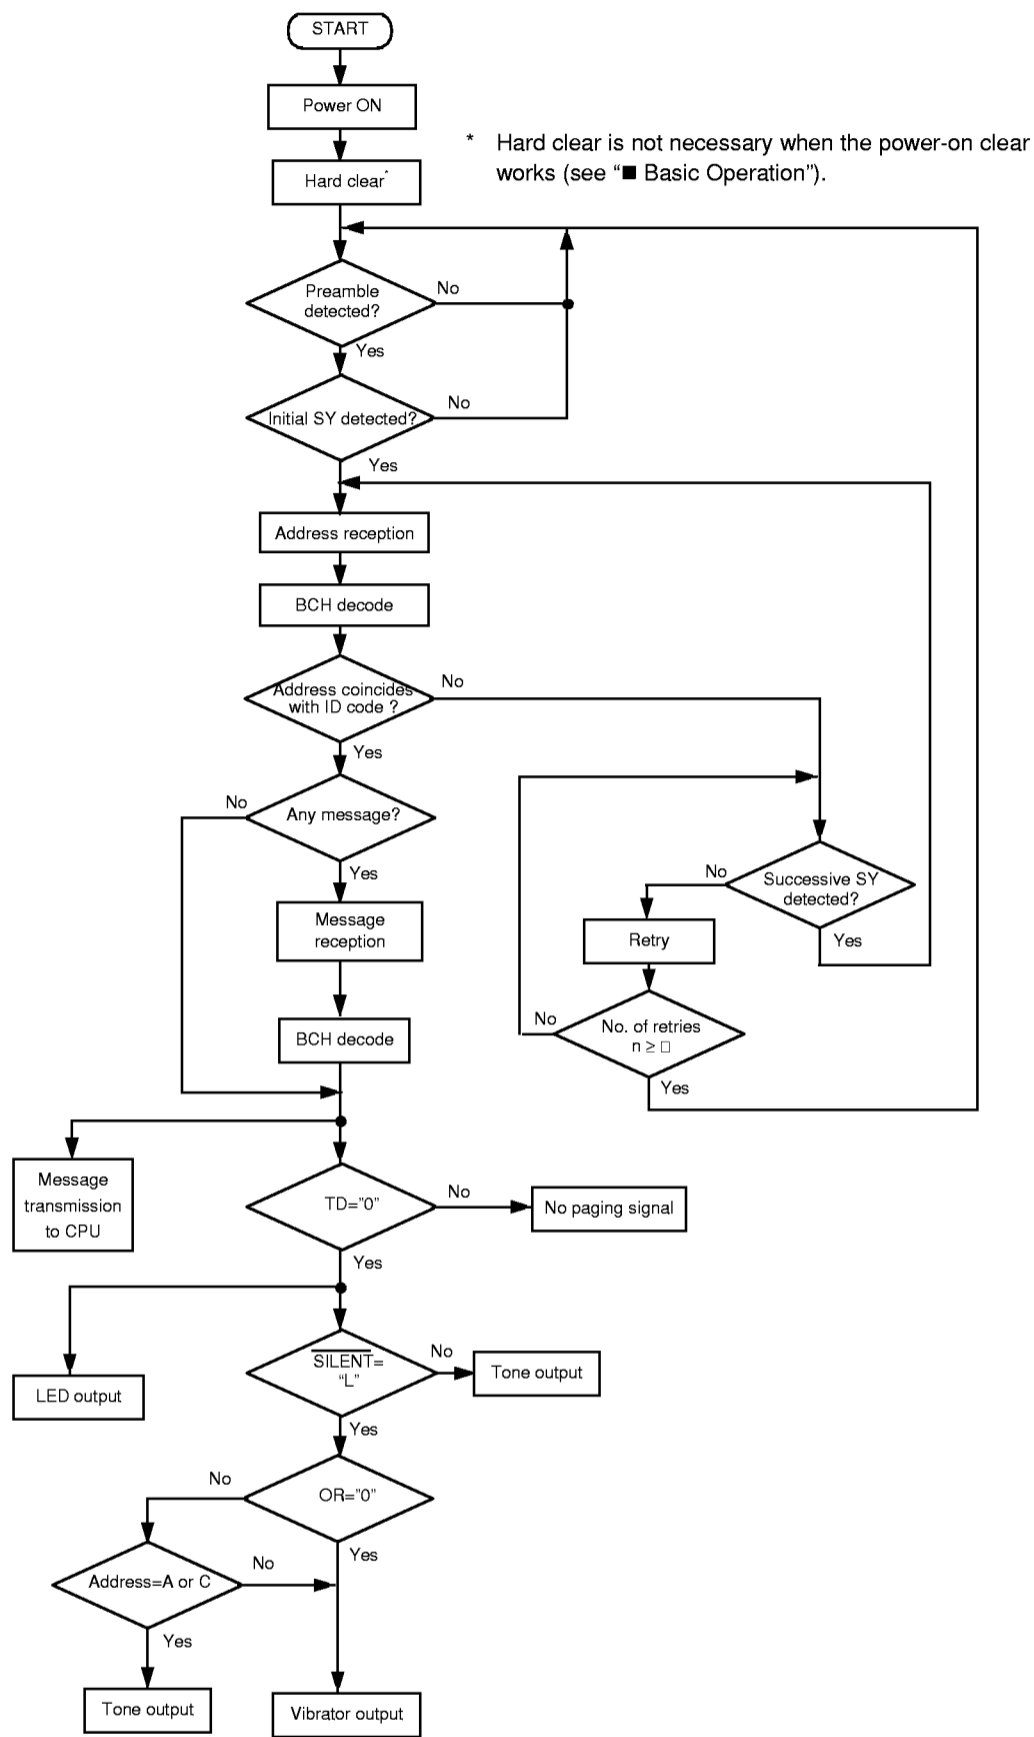 START
Power ON
* Hard clear is not necessary when the power-on clear
works (see “■ Basic Operation”).
Hard clear*
Preamble
detected?
No
Yes
Initial SY detected?
No
Yes
Address reception
BCH decode
Address coincides
with ID code ?
No
Yes
Any message?
No
Yes
Successive SY
detected?
No
Yes
Message
reception
Retry
BCH decode
No. of retries
n ≥ □
No
Yes
Message
transmission
to CPU
TD="0"
No
No paging signal
Yes
SILENT=
“L”
No
Tone output
LED output
Yes
OR="0"
No
Yes
Address=A or C
No
Yes
Tone output
Vibrator output